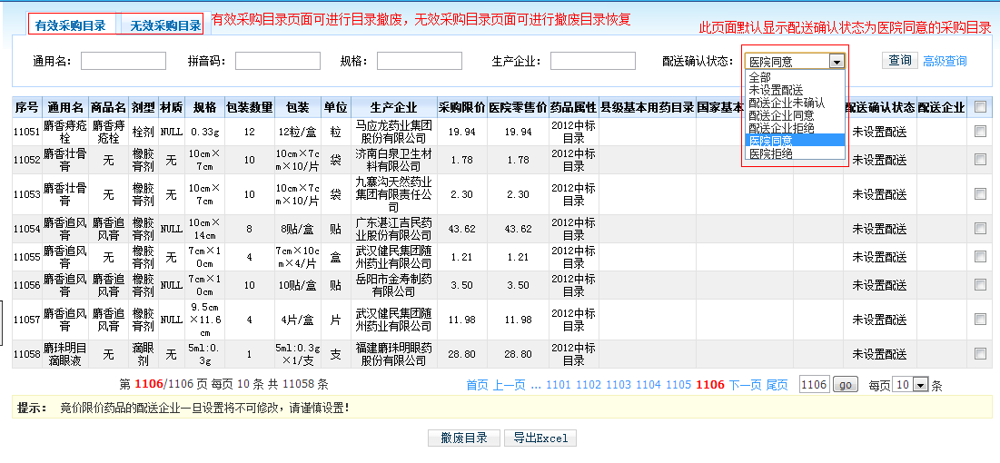 有效采购目录 无效采购目录 有效采购目录页面可进行目录撤废，无效采购目录页面可进行撤废目录恢复
此页面默认显示配送确认状态为医院同意的采购目录
通用名： 拼音码： 规格： 生产企业： 配送确认状态： 医院同意 查询 高级查询
全部
未设置配送
配送企业未确认
配送企业同意
配送企业拒绝
医院同意
医院拒绝
序号 通用名 商品名 剂型 材质 规格 包装数量 包装 单位 生产企业 采购限价 医院零售价 药品属性 县级基本用药目录 国家基本 配送确认状态 配送企业
11051 麝香痔疮栓 麝香痔疮栓 栓剂 NULL 0.33g 12 12粒/盒 粒 马应龙药业集团股份有限公司 19.94 19.94 2012中标目录 未设置配送
11052 麝香壮骨膏 无 橡胶膏剂 无 10cm×7cm 10 10cm×7cm×10/片 袋 济南白泉卫生材料有限公司 1.78 1.78 2012中标目录 未设置配送
11053 麝香壮骨膏 无 橡胶膏剂 无 10cm×7cm 10 10cm×7cm×10/片 袋 九寨沟天然药业集团有限责任公司 2.30 2.30 2012中标目录 未设置配送
11054 麝香追风膏 麝香追风膏 橡胶膏剂 NULL 10cm×14cm 8 8贴/盒 贴 广东湛江吉民药业股份有限公司 43.62 43.62 2012中标目录 未设置配送
11055 麝香追风膏 无 橡胶膏剂 无 7cm×10cm 4 7cm×10cm×4/片 盒 武汉健民集团随州药业有限公司 1.21 1.21 2012中标目录 未设置配送
11056 麝香追风膏 麝香追风膏 橡胶膏剂 NULL 7cm×10cm 10 10贴/盒 贴 岳阳市金寿制药有限公司 3.50 3.50 2012中标目录 未设置配送
11057 麝香追风膏 麝香追风膏 橡胶膏剂 NULL 9.5cm×11.6cm 4 4片/盒 片 武汉健民集团随州药业有限公司 11.98 11.98 2012中标目录 未设置配送
11058 麝珠明目滴眼液 无 滴眼剂 无 5ml:0.3g 1 5ml:0.3g×1/支 支 福建麝珠明眼药股份有限公司 28.80 28.80 2012中标目录 未设置配送
第 1106/1106 页 每页 10 条 共 11058 条 首页 上一页 ... 1101 1102 1103 1104 1105 1106 下一页 尾页 1106 go 每页 10 条
提示： 竞价限价药品的配送企业一旦设置将不可修改，请谨慎设置！
撤废目录 导出Excel